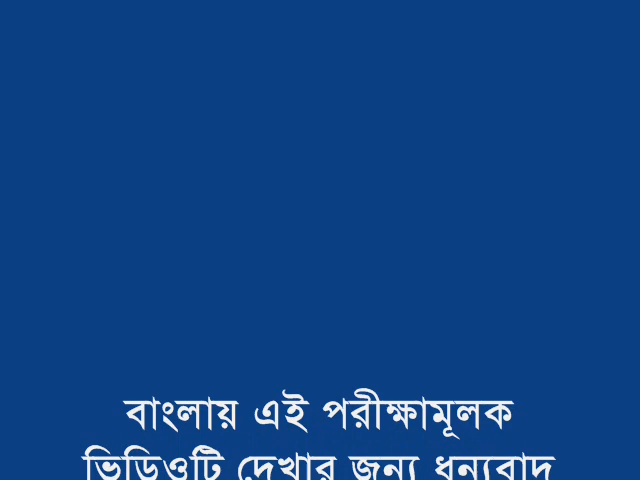 বাংলায় এই পরীক্ষামূলক
ভিডিওটি দেখার জন্য ধন্যবাদ